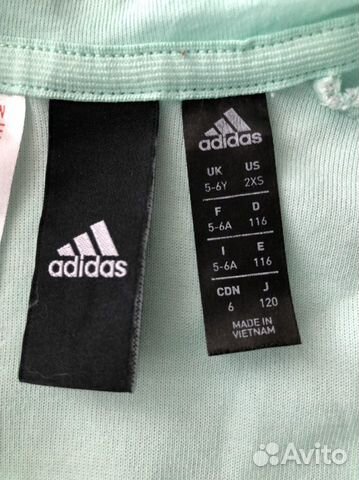 adidas
adidas
UK US
5-6Y 2XS
F D
5-6A 116
I E
5-6A 116
CDN J
6 120
MADE IN
VIETNAM
Avito